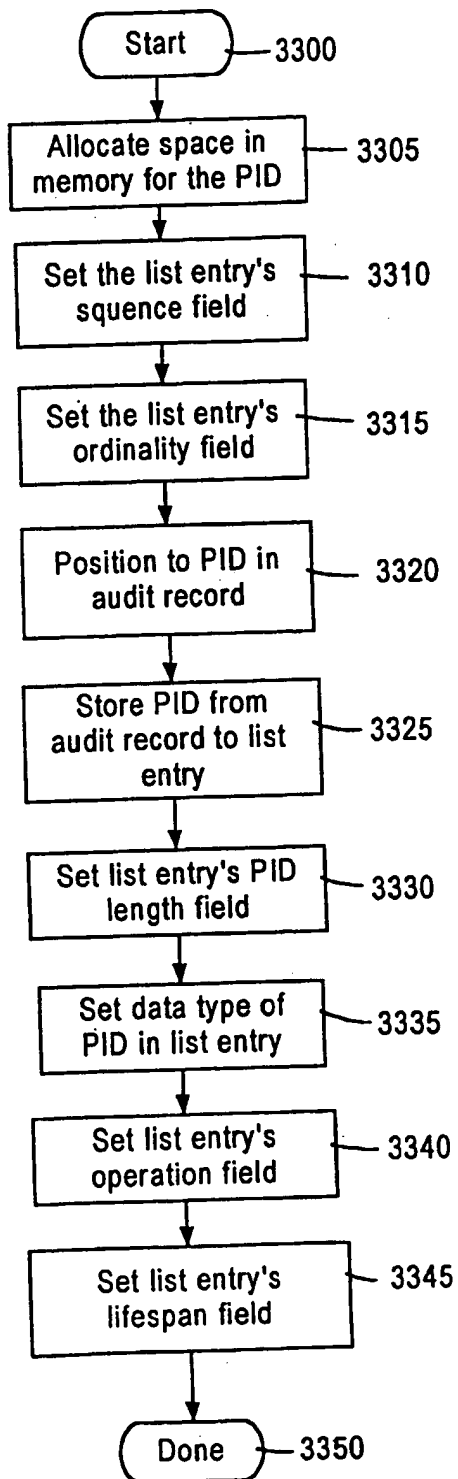 Start
3300
Allocate space in
memory for the PID
3305
Set the list entry's
squence field
3310
Set the list entry's
ordinality field
3315
Position to PID in
audit record
3320
Store PID from
audit record to list
entry
3325
Set list entry's PID
length field
3330
Set data type of
PID in list entry
3335
Set list entry's
operation field
3340
Set list entry's
lifespan field
3345
Done
3350